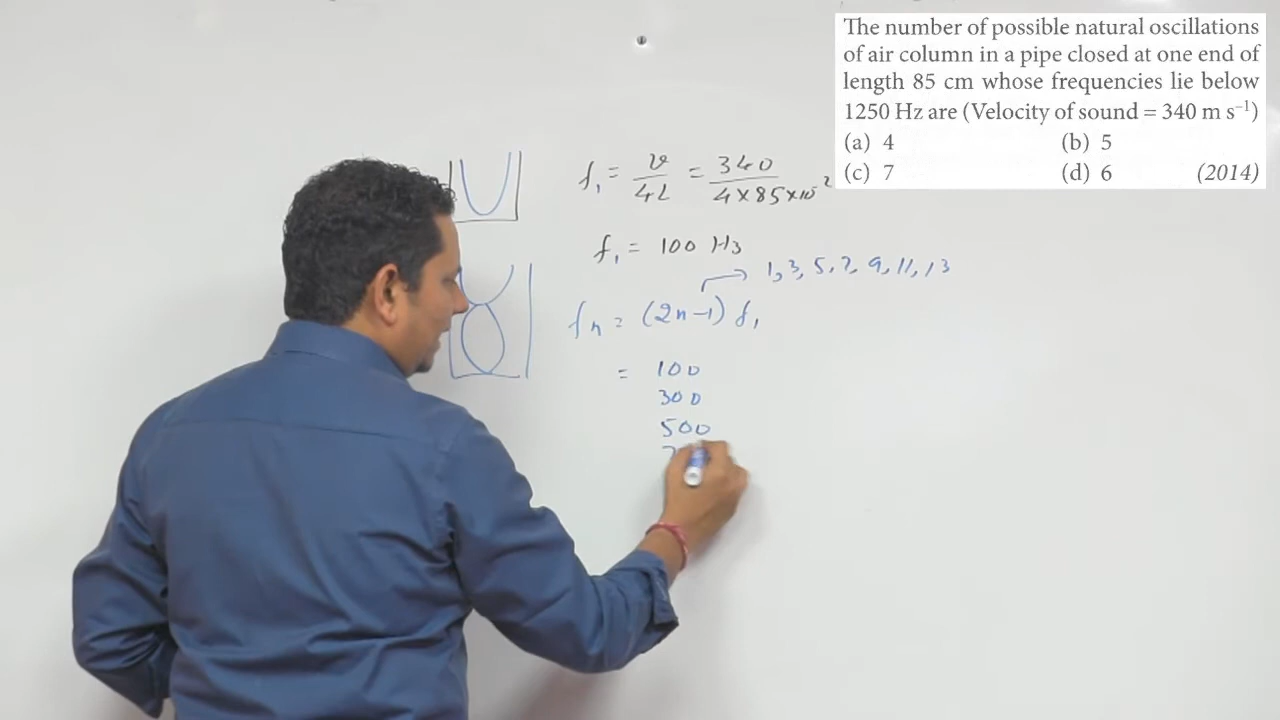 The number of possible natural oscillations
of air column in a pipe closed at one end of
length 85 cm whose frequencies lie below
1250 Hz are (Velocity of sound = 340 m s⁻¹)
(a) 4 (b) 5
(c) 7 (d) 6 (2014)
f₁ = v/4L = 340/4×85×10⁻²
f₁ = 100 Hz
→ 1, 3, 5, 7, 9, 11, 13
fn = (2n-1) f₁
= 100
300
500